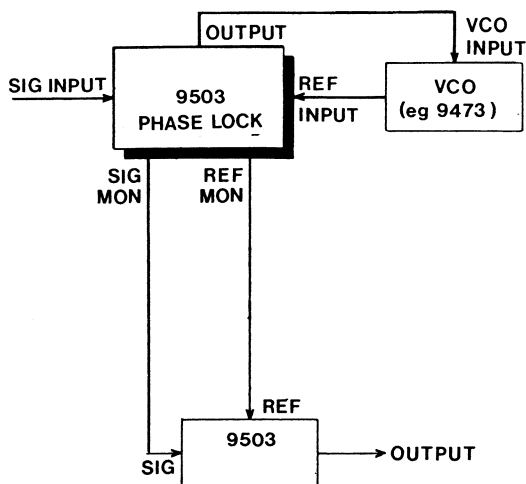 OUTPUT
VCO
INPUT
SIG INPUT
9503
PHASE LOCK
REF
INPUT
VCO
(eg 9473)
SIG
MON
REF
MON
REF
9503
SIG
OUTPUT